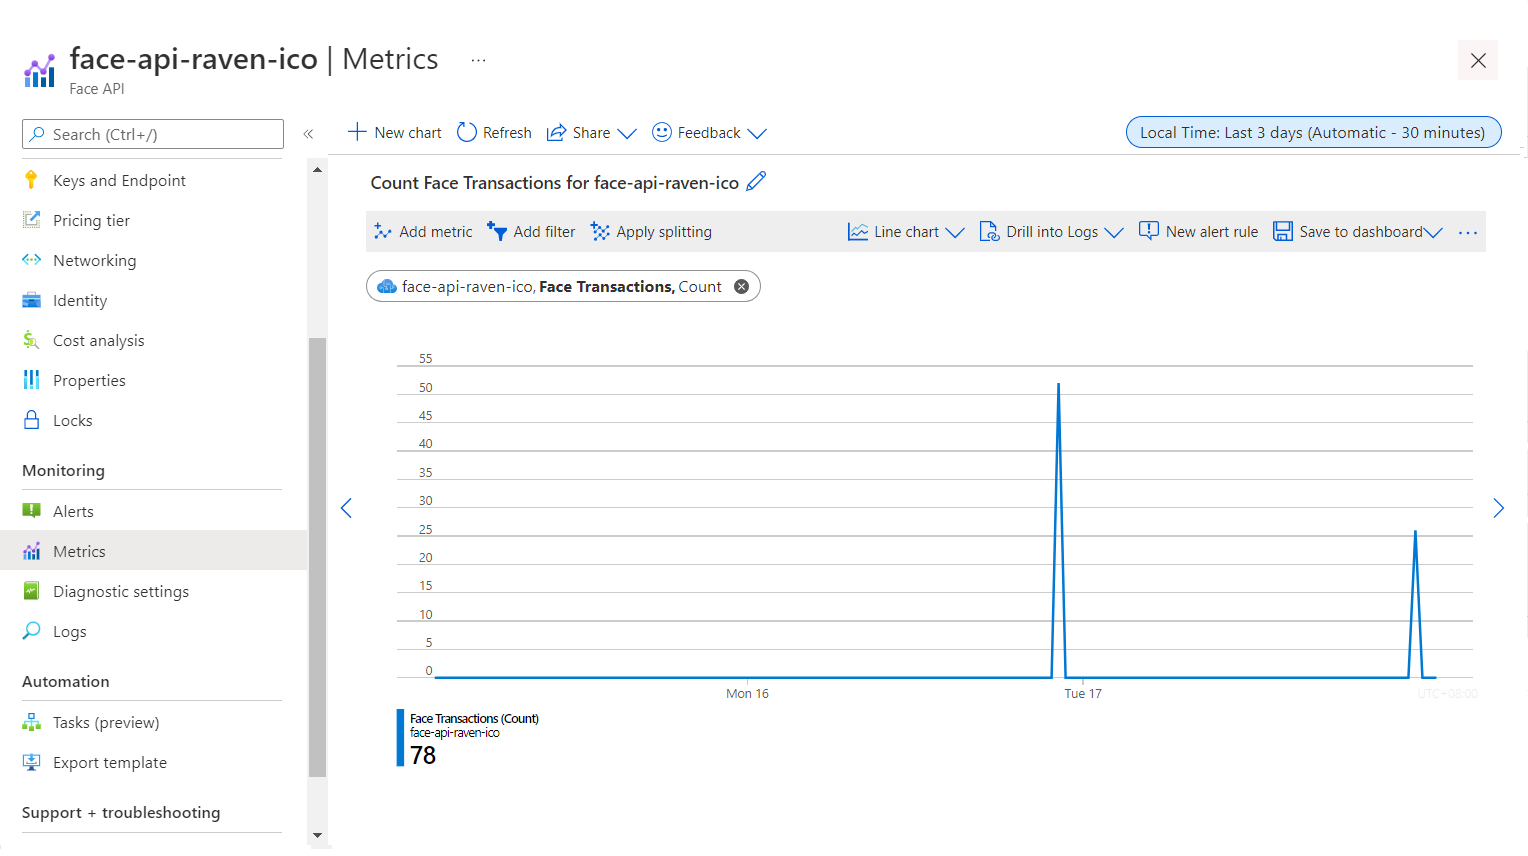 face-api-raven-ico | Metrics ...
Face API
Search (Ctrl+/)
«
New chart Refresh Share Feedback
Local Time: Last 3 days (Automatic - 30 minutes)
Keys and Endpoint
Pricing tier
Networking
Identity
Cost analysis
Properties
Locks
Monitoring
Alerts
Metrics
Diagnostic settings
Logs
Automation
Tasks (preview)
Export template
Support + troubleshooting
Count Face Transactions for face-api-raven-ico
Add metric Add filter Apply splitting Line chart Drill into Logs New alert rule Save to dashboard ...
face-api-raven-ico, Face Transactions, Count
55
50
45
40
35
30
25
20
15
10
5
0
Mon 16 Tue 17 UTC+08:00
Face Transactions (Count)
face-api-raven-ico
78